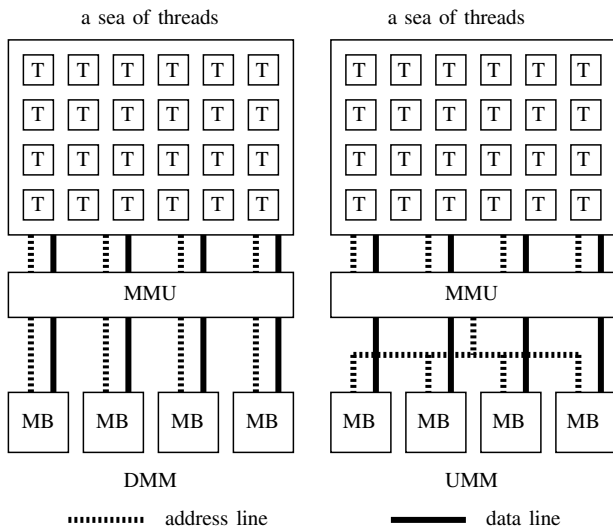 a sea of threads a sea of threads
T T T T T T T T T T T T
T T T T T T T T T T T T
T T T T T T T T T T T T
T T T T T T T T T T T T
MMU MMU
MB MB MB MB MB MB MB MB
DMM UMM
address line data line